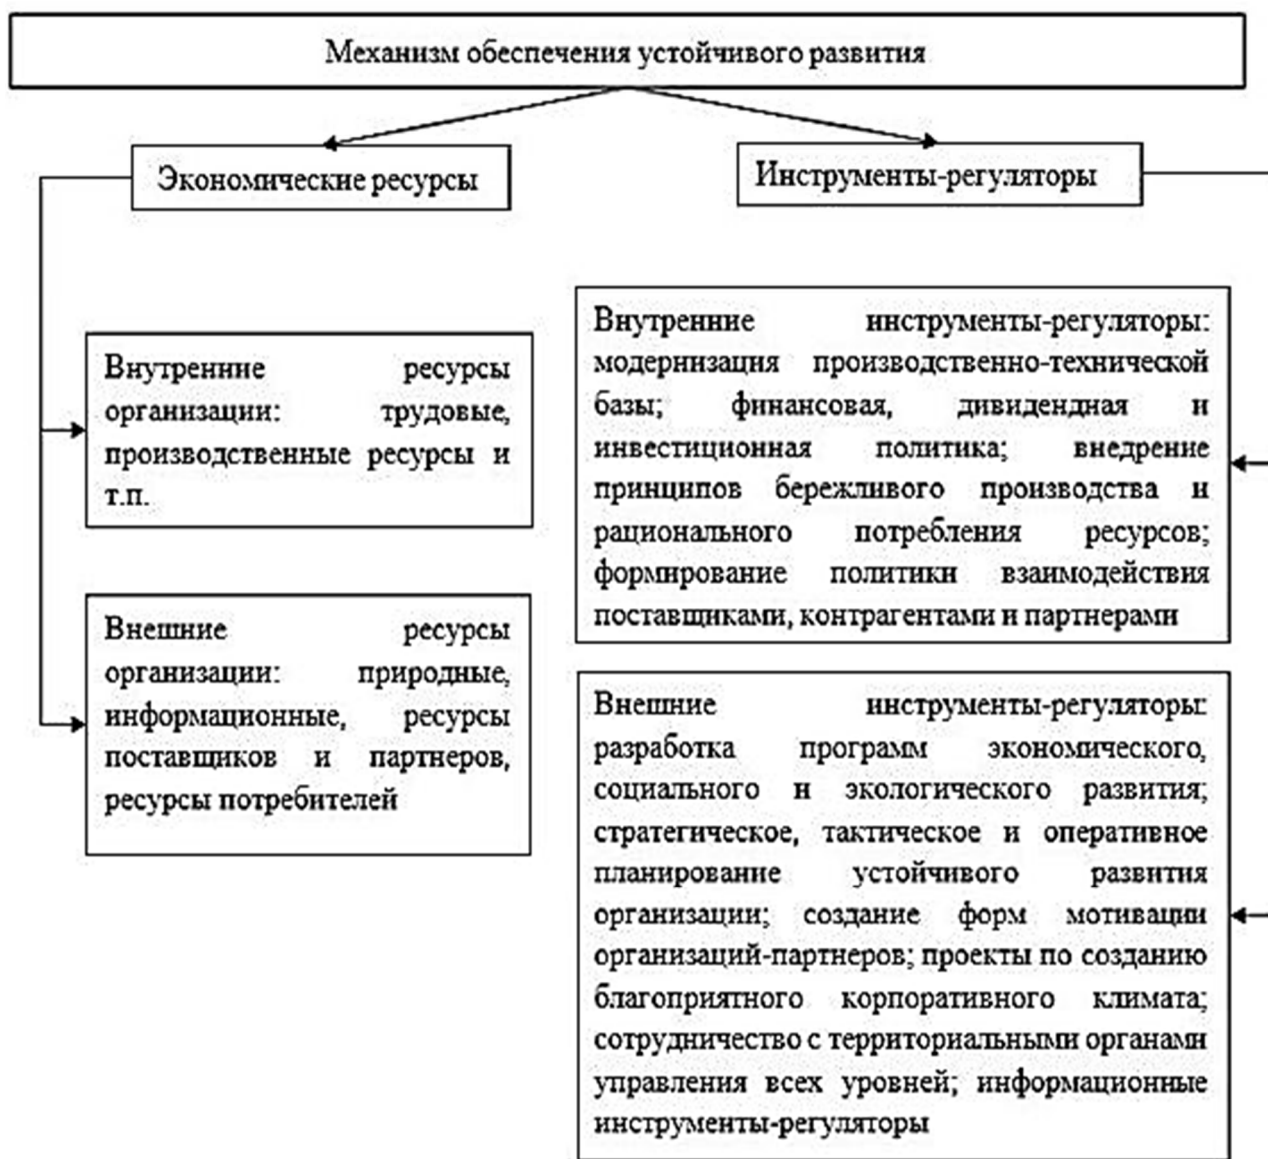 Механизм обеспечения устойчивого развития
Экономические ресурсы
Инструменты-регуляторы
Внутренние ресурсы
организации: трудовые,
производственные ресурсы и
т.п.
Внешние ресурсы
организации: природные,
информационные, ресурсы
поставщиков и партнеров,
ресурсы потребителей
Внутренние инструменты-регуляторы:
модернизация производственно-технической
базы; финансовая, дивидендная и
инвестиционная политика; внедрение
принципов бережливого производства и
рационального потребления ресурсов;
формирование политики взаимодействия
поставщиками, контрагентами и партнерами
Внешние инструменты-регуляторы:
разработка программ экономического,
социального и экологического развития;
стратегическое, тактическое и оперативное
планирование устойчивого развития
организации; создание форм мотивации
организаций-партнеров; проекты по созданию
благоприятного корпоративного климата;
сотрудничество с территориальными органами
управления всех уровней; информационные
инструменты-регуляторы